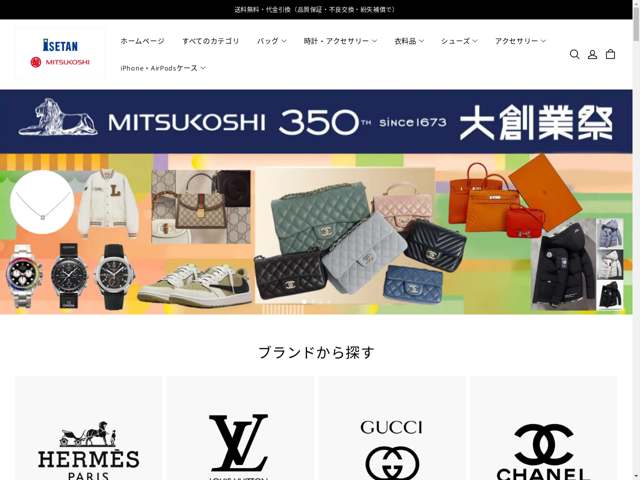 送料無料・代金引換（品質保証・不良交換・紛失補償で）
ISETAN
MITSUKOSHI
ホームページ
すべてのカテゴリ
バッグ
時計・アクセサリー
衣料品
シューズ
アクセサリー
iPhone・AirPodsケース
MITSUKOSHI 350TH since1673 大創業祭
ブランドから探す
HERMÈS
PARIS
LV
LOUIS VUITTON
GUCCI
CHANEL